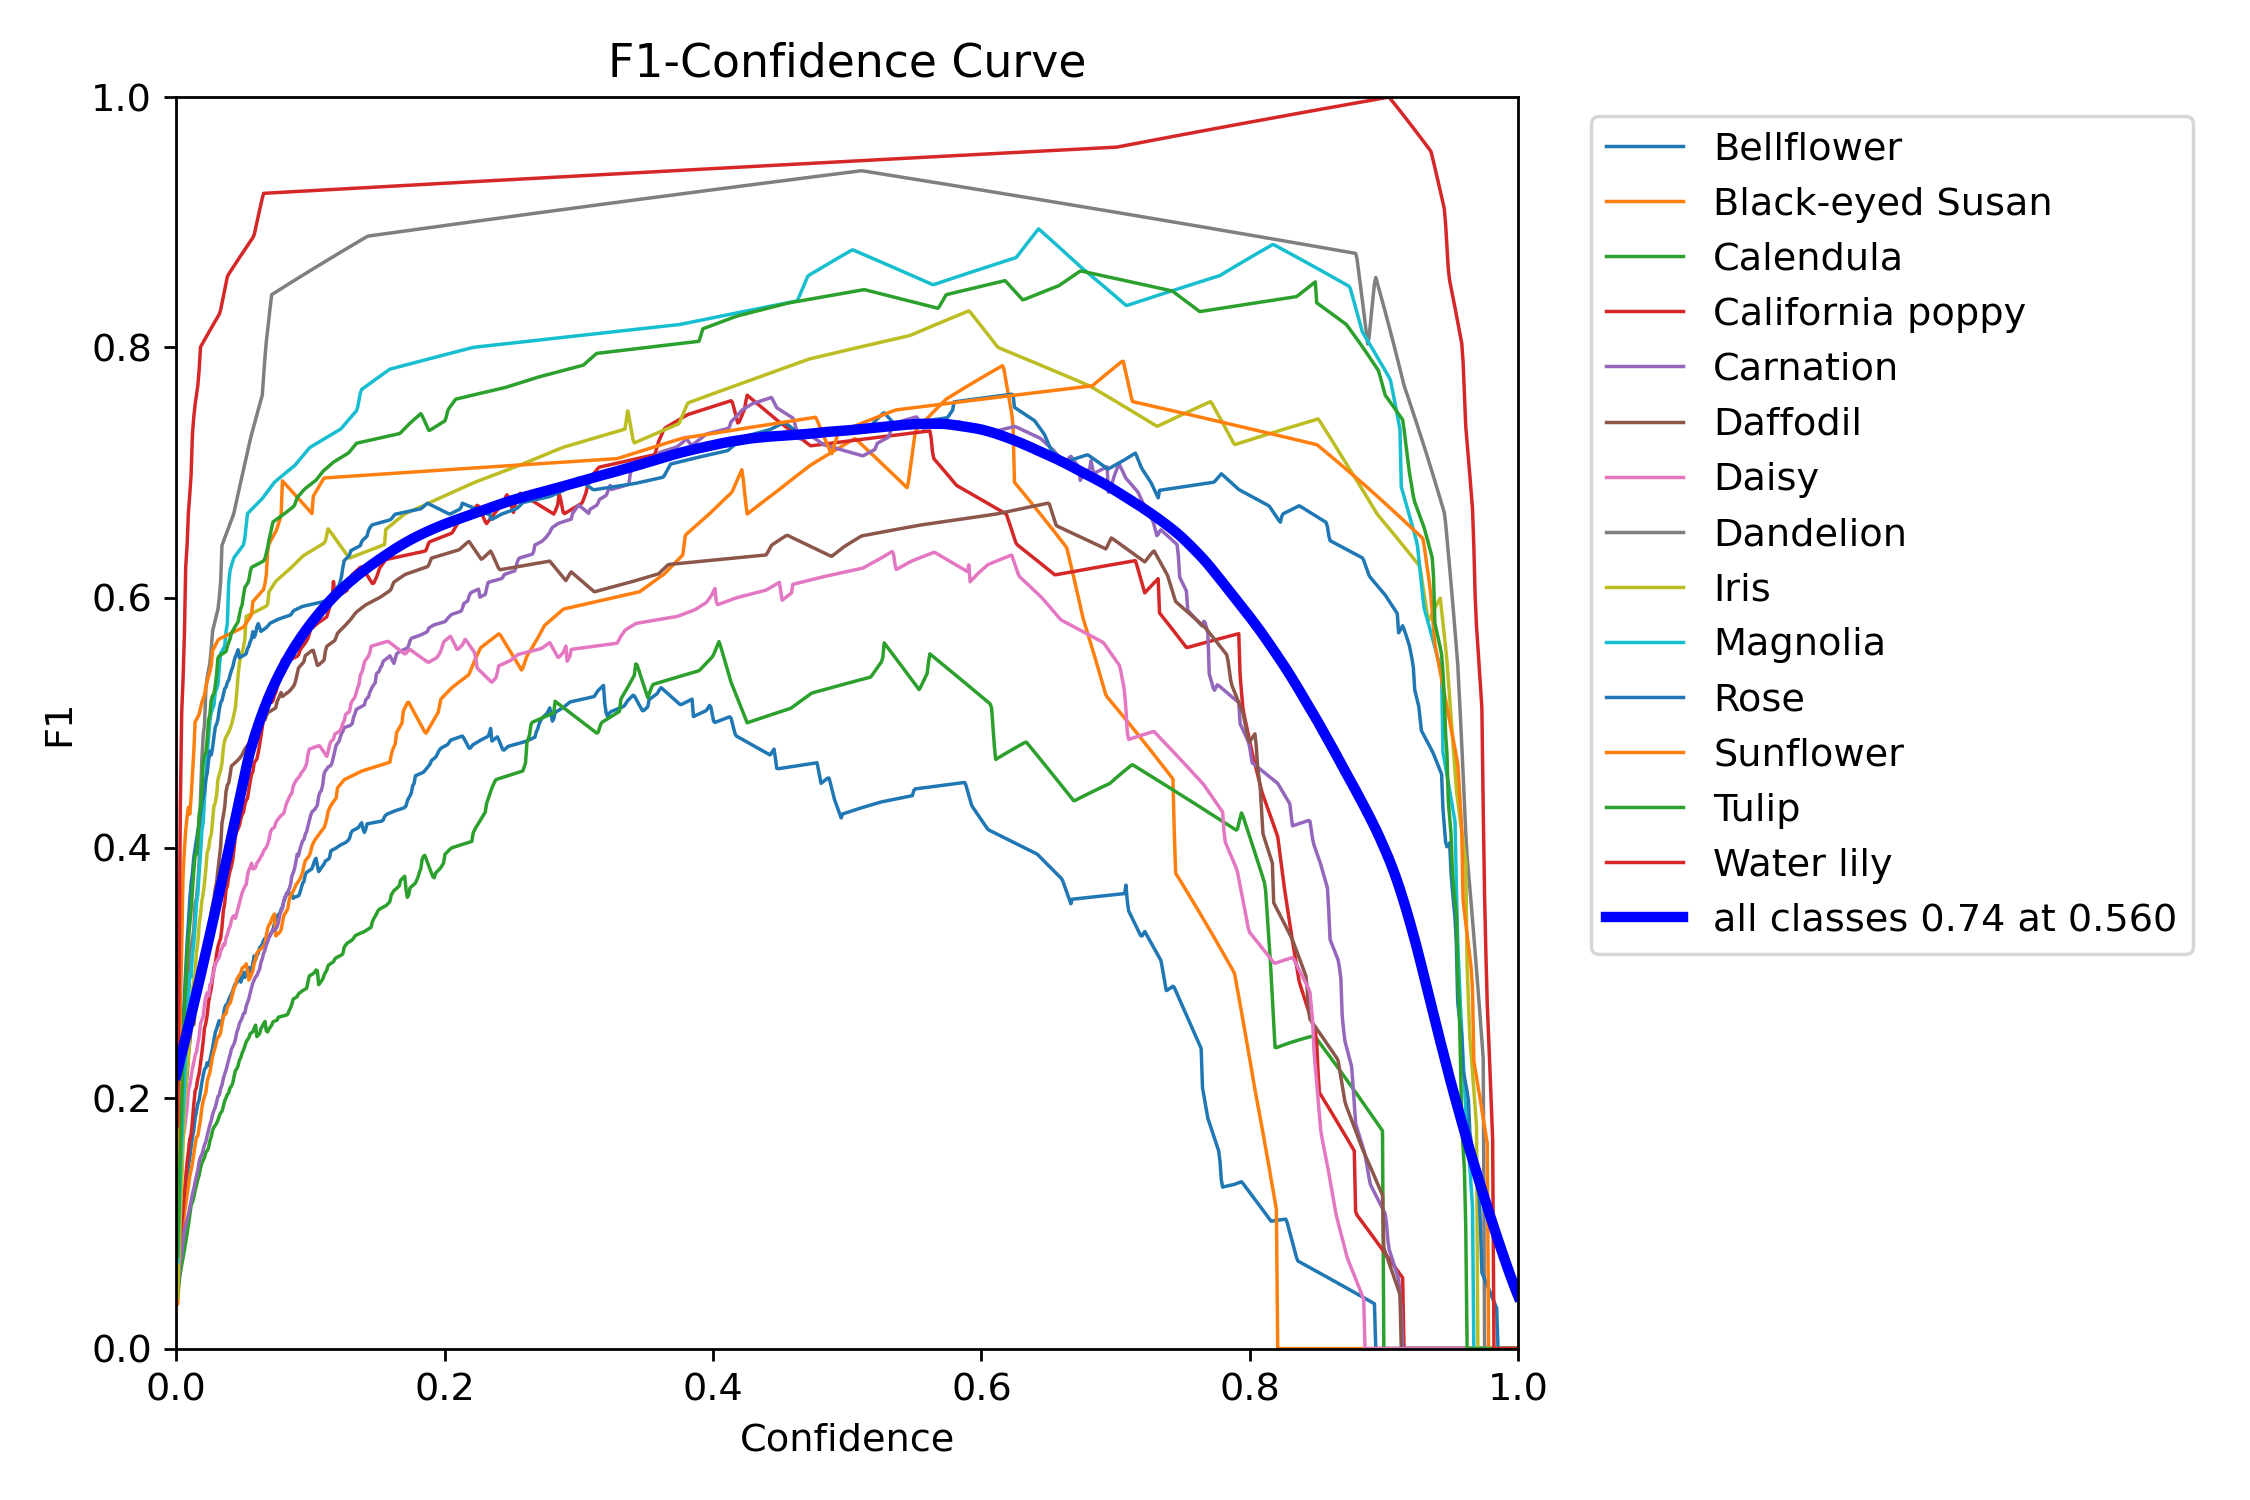 F1-Confidence Curve
1.0
0.8
0.6
0.4
0.2
0.0
F1
0.0 0.2 0.4 0.6 0.8 1.0
Confidence
Bellflower
Black-eyed Susan
Calendula
California poppy
Carnation
Daffodil
Daisy
Dandelion
Iris
Magnolia
Rose
Sunflower
Tulip
Water lily
all classes 0.74 at 0.560